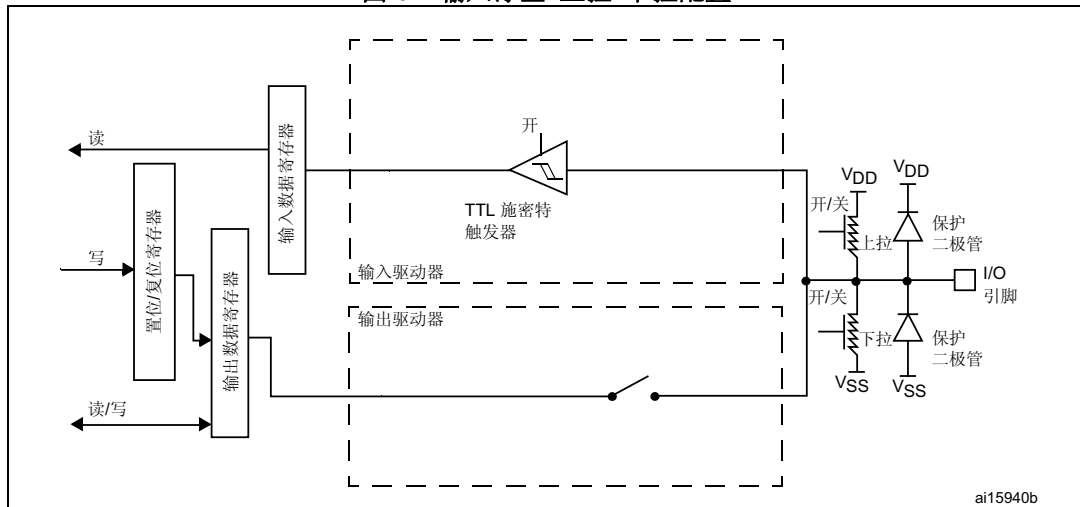 开
读
输入数据寄存器
TTL 施密特
触发器
输入驱动器
VDD
开/关
上拉
VDD
保护
二极管
写
置位/复位寄存器
输出数据寄存器
输出驱动器
I/O
引脚
开/关
下拉
VSS
保护
二极管
VSS
读/写
ai15940b